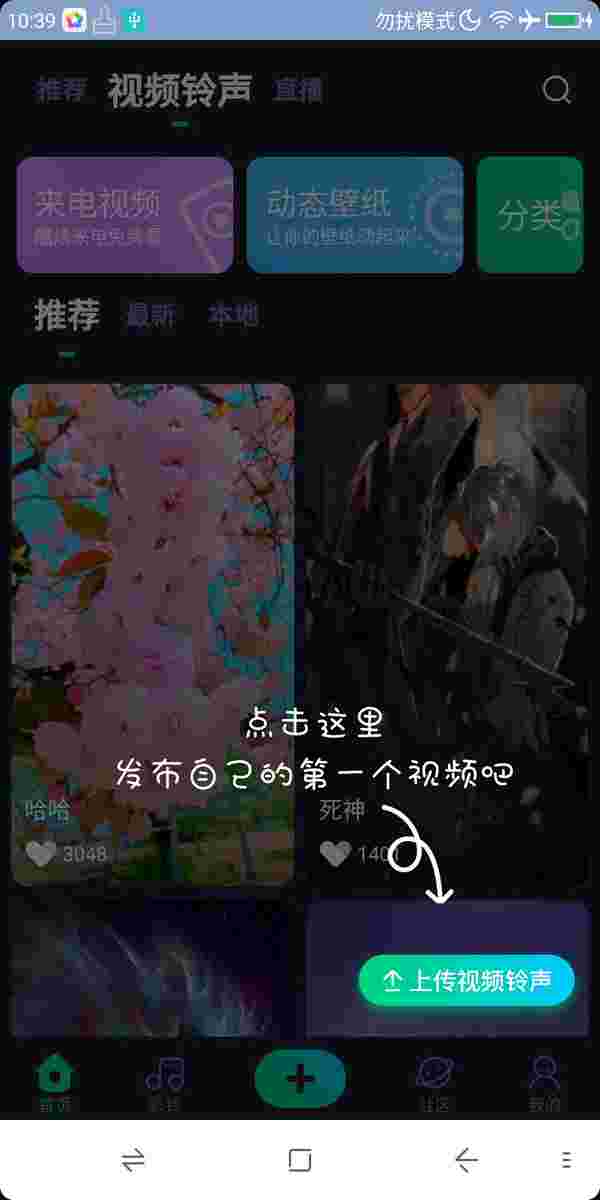 10:39
勿扰模式
推荐 视频铃声 直播
来电视频
动态壁纸
让你的壁纸动起来
分类
推荐 最新 本地
点击这里
发布自己的第一个视频吧
哈哈
死神
3048
140
上传视频铃声
首页
社区
我的